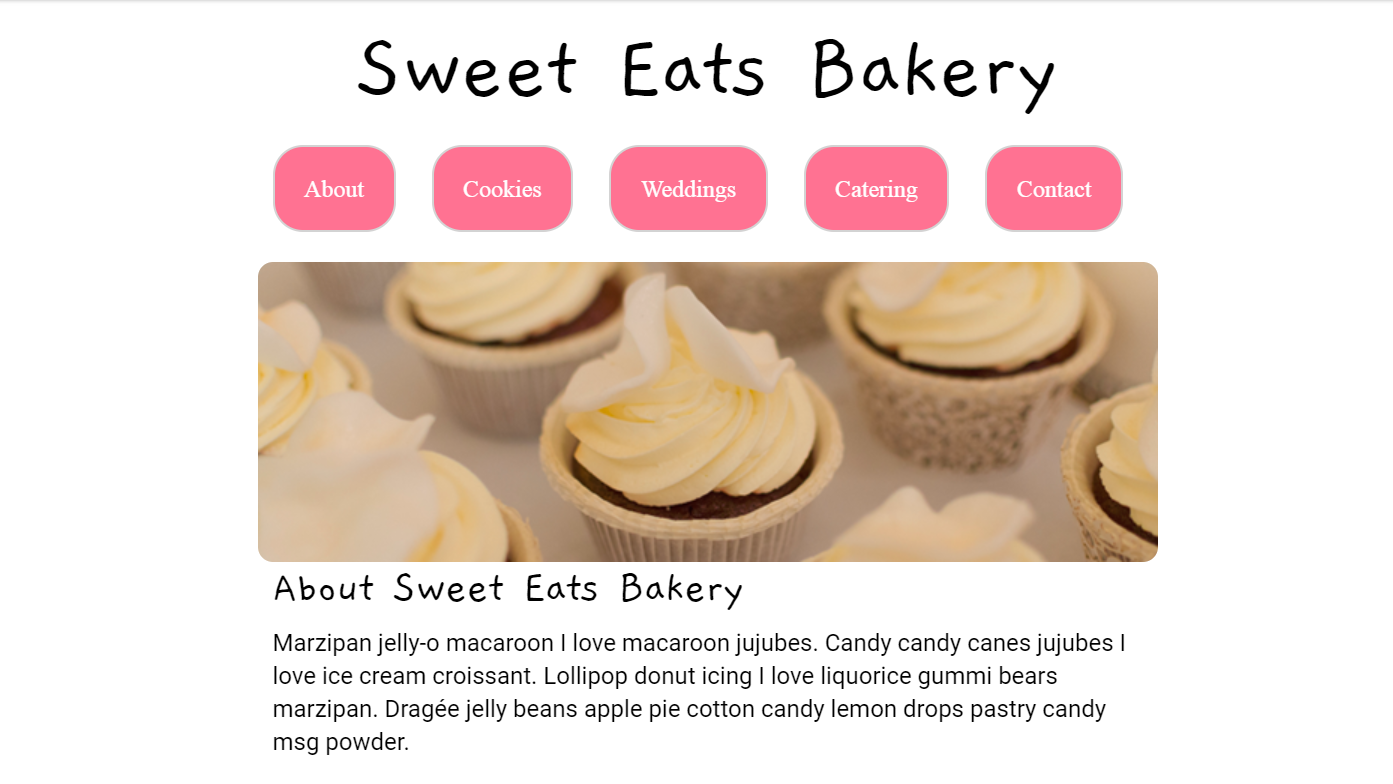 Sweet Eats Bakery
About Cookies Weddings Catering Contact
About Sweet Eats Bakery
Marzipan jelly-o macaroon I love macaroon jujubes. Candy candy canes jujubes I
love ice cream croissant. Lollipop donut icing I love liquorice gummi bears
marzipan. Dragée jelly beans apple pie cotton candy lemon drops pastry candy
msg powder.